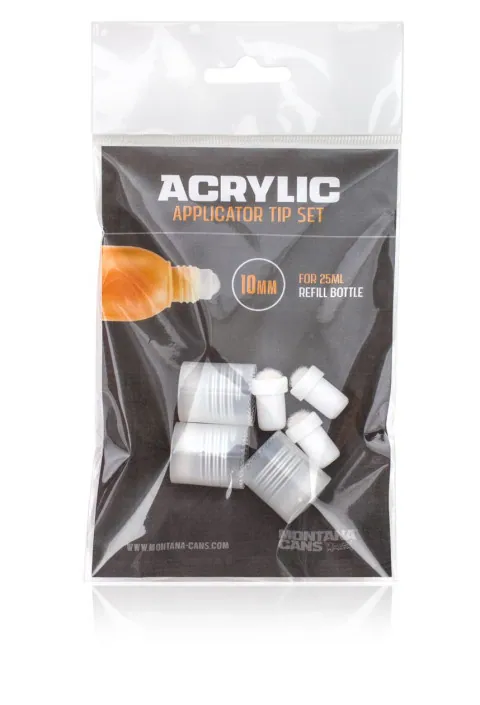 ACRYLIC
APPLICATOR TIP SET
10MM
FOR 25ML
REFILL BOTTLE
MONTANA
CANS
WWW.MONTANA-CANS.COM